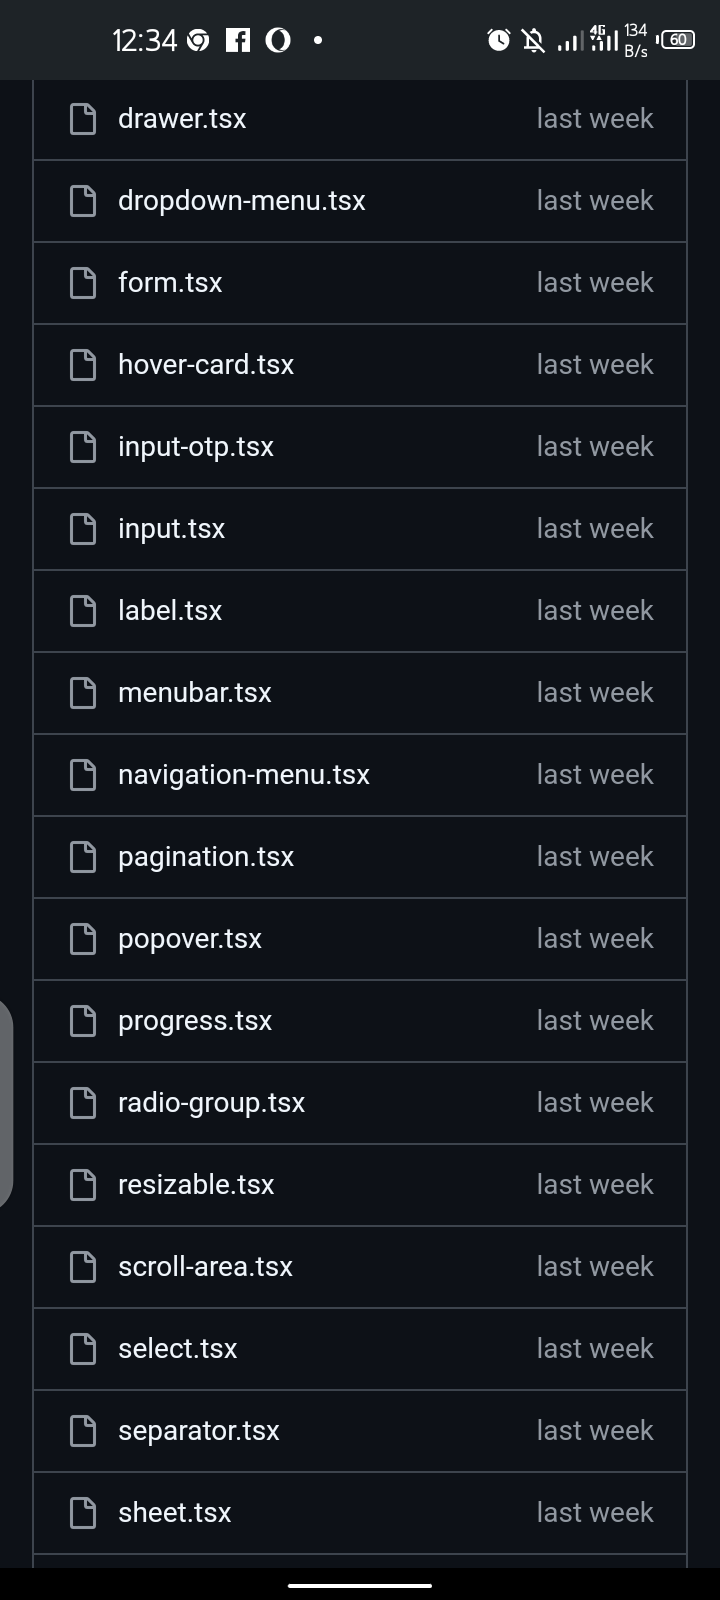 12:34 4G 134 B/s 60
drawer.tsx last week
dropdown-menu.tsx last week
form.tsx last week
hover-card.tsx last week
input-otp.tsx last week
input.tsx last week
label.tsx last week
menubar.tsx last week
navigation-menu.tsx last week
pagination.tsx last week
popover.tsx last week
progress.tsx last week
radio-group.tsx last week
resizable.tsx last week
scroll-area.tsx last week
select.tsx last week
separator.tsx last week
sheet.tsx last week